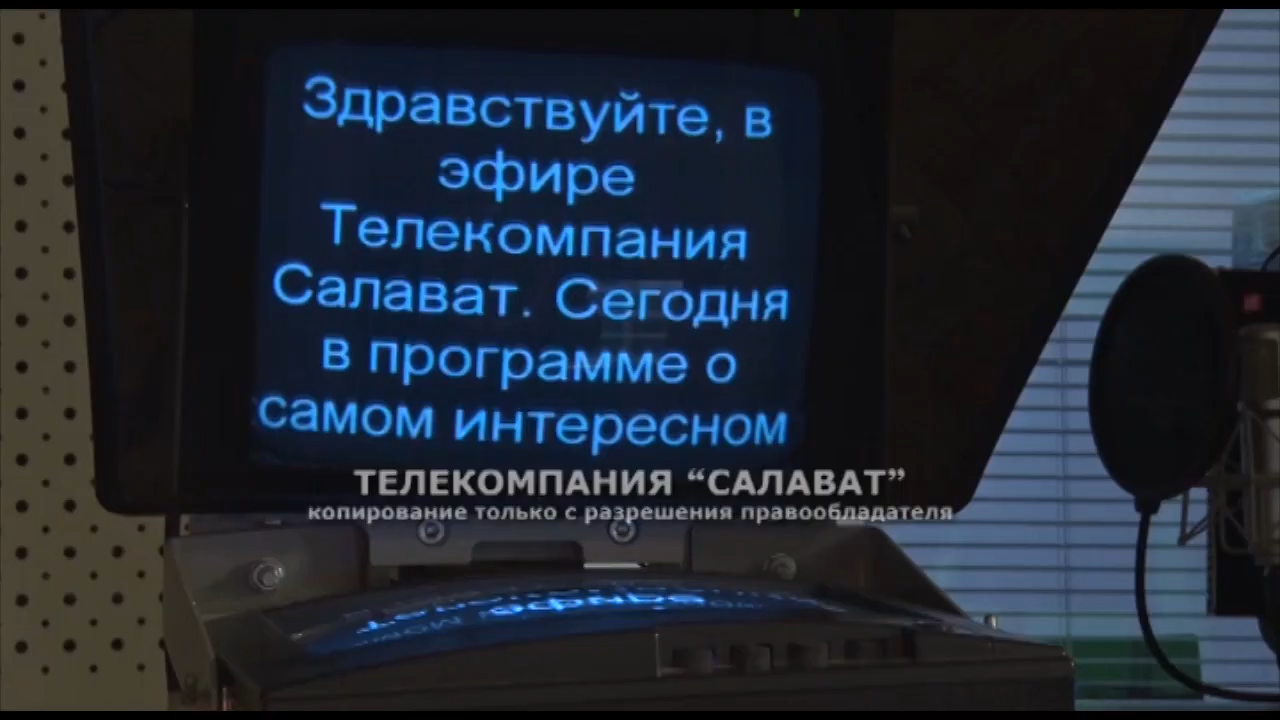 Здравствуйте, в
эфире
Телекомпания
Салават. Сегодня
в программе о
самом интересном
ТЕЛЕКОМПАНИЯ “САЛАВАТ”
копирование только с разрешения правообладателя